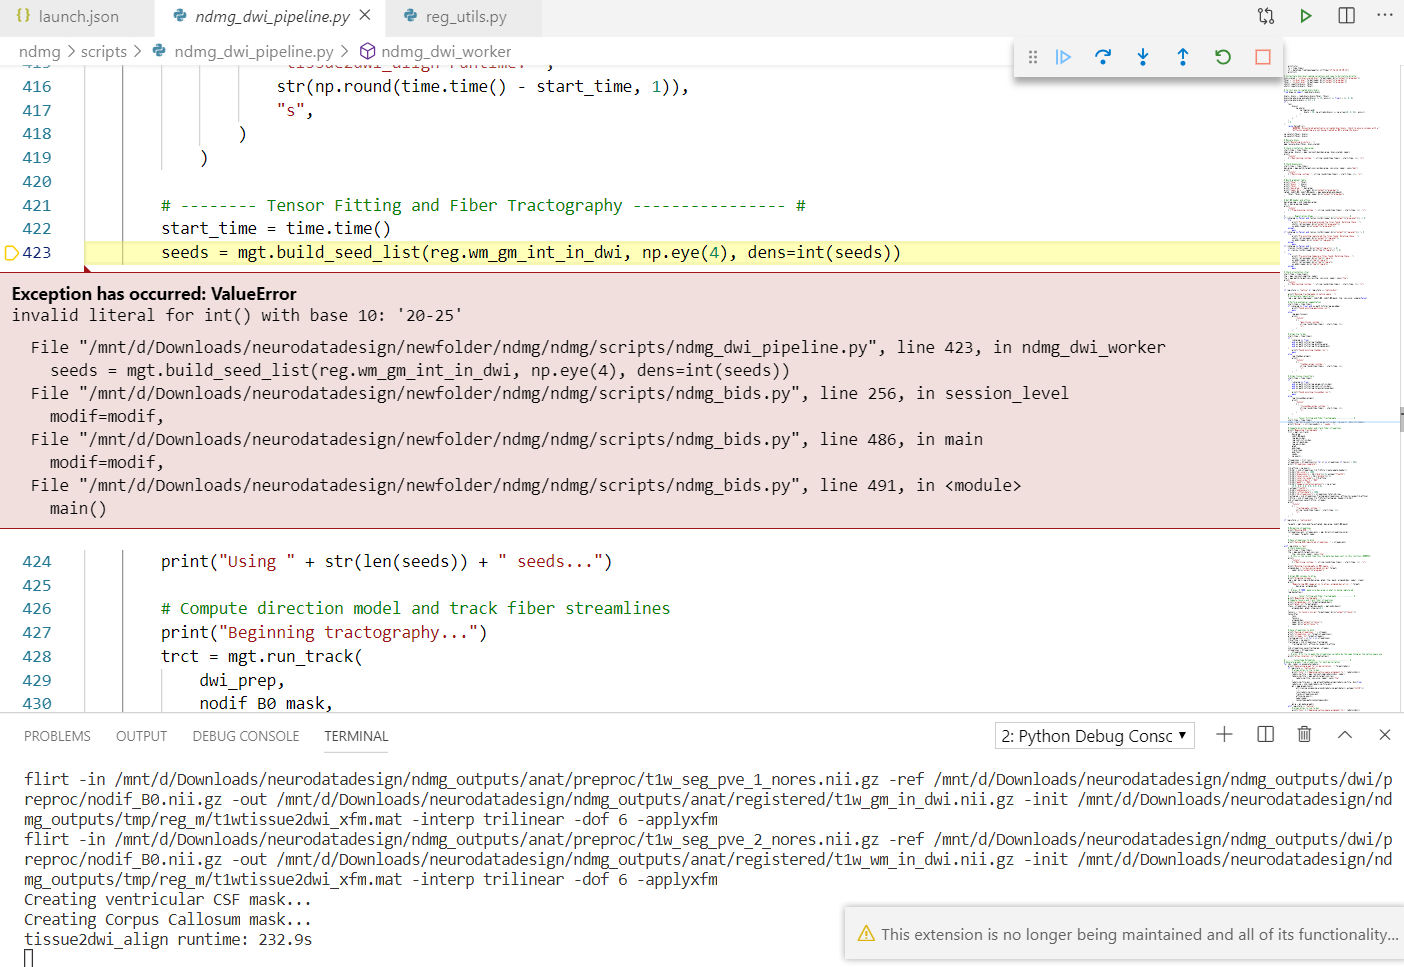 {} launch.json
ndmg_dwi_pipeline.py
reg_utils.py
ndmg > scripts > ndmg_dwi_pipeline.py > ndmg_dwi_worker
415 "tissue2dwi_align runtime: ",
416 str(np.round(time.time() - start_time, 1)),
417 "s",
418 )
419 )
420
421 # -------- Tensor Fitting and Fiber Tractography ---------------- #
422 start_time = time.time()
423 seeds = mgt.build_seed_list(reg.wm_gm_int_in_dwi, np.eye(4), dens=int(seeds))
Exception has occurred: ValueError
invalid literal for int() with base 10: '20-25'
File "/mnt/d/Downloads/neurodatadesign/newfolder/ndmg/ndmg/scripts/ndmg_dwi_pipeline.py", line 423, in ndmg_dwi_worker
seeds = mgt.build_seed_list(reg.wm_gm_int_in_dwi, np.eye(4), dens=int(seeds))
File "/mnt/d/Downloads/neurodatadesign/newfolder/ndmg/ndmg/scripts/ndmg_bids.py", line 256, in session_level
modif=modif,
File "/mnt/d/Downloads/neurodatadesign/newfolder/ndmg/ndmg/scripts/ndmg_bids.py", line 486, in main
modif=modif,
File "/mnt/d/Downloads/neurodatadesign/newfolder/ndmg/ndmg/scripts/ndmg_bids.py", line 491, in <module>
main()
424 print("Using " + str(len(seeds)) + " seeds...")
425
426 # Compute direction model and track fiber streamlines
427 print("Beginning tractography...")
428 trct = mgt.run_track(
429 dwi_prep,
430 nodif_B0_mask,
PROBLEMS OUTPUT DEBUG CONSOLE TERMINAL
2: Python Debug Consc
flirt -in /mnt/d/Downloads/neurodatadesign/ndmg_outputs/anat/preproc/t1w_seg_pve_1_nores.nii.gz -ref /mnt/d/Downloads/neurodatadesign/ndmg_outputs/dwi/p
reproc/nodif_B0.nii.gz -out /mnt/d/Downloads/neurodatadesign/ndmg_outputs/anat/registered/t1w_gm_in_dwi.nii.gz -init /mnt/d/Downloads/neurodatadesign/nd
mg_outputs/tmp/reg_m/t1wtissue2dwi_xfm.mat -interp trilinear -dof 6 -applyxfm
flirt -in /mnt/d/Downloads/neurodatadesign/ndmg_outputs/anat/preproc/t1w_seg_pve_2_nores.nii.gz -ref /mnt/d/Downloads/neurodatadesign/ndmg_outputs/dwi/p
reproc/nodif_B0.nii.gz -out /mnt/d/Downloads/neurodatadesign/ndmg_outputs/anat/registered/t1w_wm_in_dwi.nii.gz -init /mnt/d/Downloads/neurodatadesign/nd
mg_outputs/tmp/reg_m/t1wtissue2dwi_xfm.mat -interp trilinear -dof 6 -applyxfm
Creating ventricular CSF mask...
Creating Corpus Callosum mask...
tissue2dwi_align runtime: 232.9s
This extension is no longer being maintained and all of its functionality...